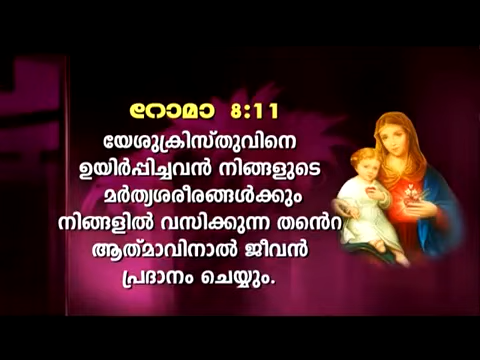 റോമാ 8:11
യേശുക്രിസ്തുവിനെ
ഉയിർപ്പിച്ചവൻ നിങ്ങളുടെ
മർത്യശരീരങ്ങൾക്കും
നിങ്ങളിൽ വസിക്കുന്ന തൻെറ
ആത്മാവിനാൽ ജീവൻ
പ്രദാനം ചെയ്യും.